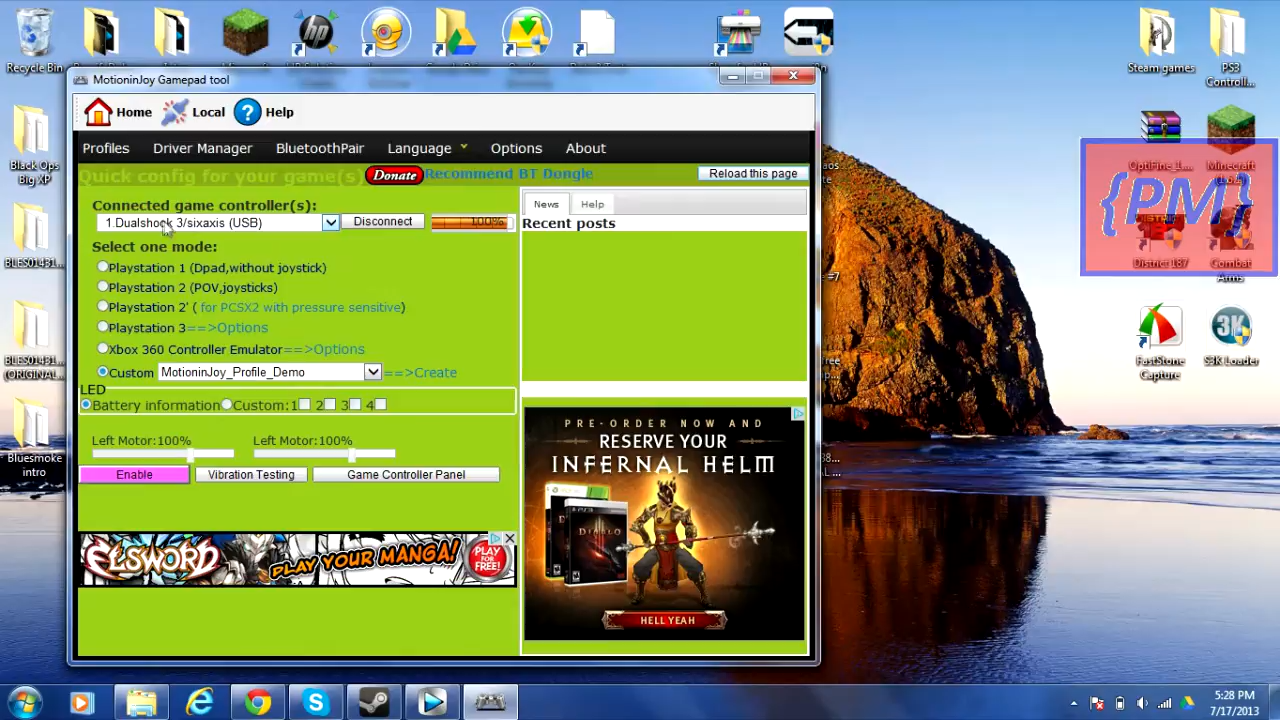 Recycle Bin
MotioninJoy Gamepad tool
Home
Local
? Help
Profiles
Driver Manager
BluetoothPair
Language
Options
About
Quick config for your game(s)
Donate
Recommend BT Dongle
Reload this page
Connected game controller(s):
1.Dualshock 3/sixaxis (USB)
Disconnect
100%
Select one mode:
Playstation 1 (Dpad,without joystick)
Playstation 2 (POV,joysticks)
Playstation 2' ( for PCSX2 with pressure sensitive)
Playstation 3==>Options
Xbox 360 Controller Emulator==>Options
Custom
MotioninJoy_Profile_Demo
==>Create
LED
Battery information
Custom:1 2 3 4
Left Motor:100%
Left Motor:100%
Enable
Vibration Testing
Game Controller Panel
ELSWORD
PLAY YOUR MANGA!
PLAY FOR FREE!
News
Help
Recent posts
PRE-ORDER NOW AND
RESERVE YOUR
INFERNAL HELM
DIABLO
HELL YEAH
Black Ops
Big XP
BLES01431...
BLES01431...
(ORIGINAL...
Bluesmoke
intro
Steam games
PS3
Controll...
OptiFine_1....
Minecraft
{PM}
District 187
Combat
Arms
FastStone
Capture
S3K Loader
5:28 PM
7/17/2013